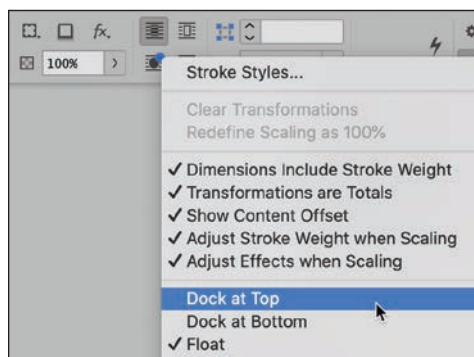 fx.
100%
Stroke Styles...
Clear Transformations
Redefine Scaling as 100%
✓ Dimensions Include Stroke Weight
✓ Transformations are Totals
✓ Show Content Offset
✓ Adjust Stroke Weight when Scaling
✓ Adjust Effects when Scaling
Dock at Top
Dock at Bottom
✓ Float